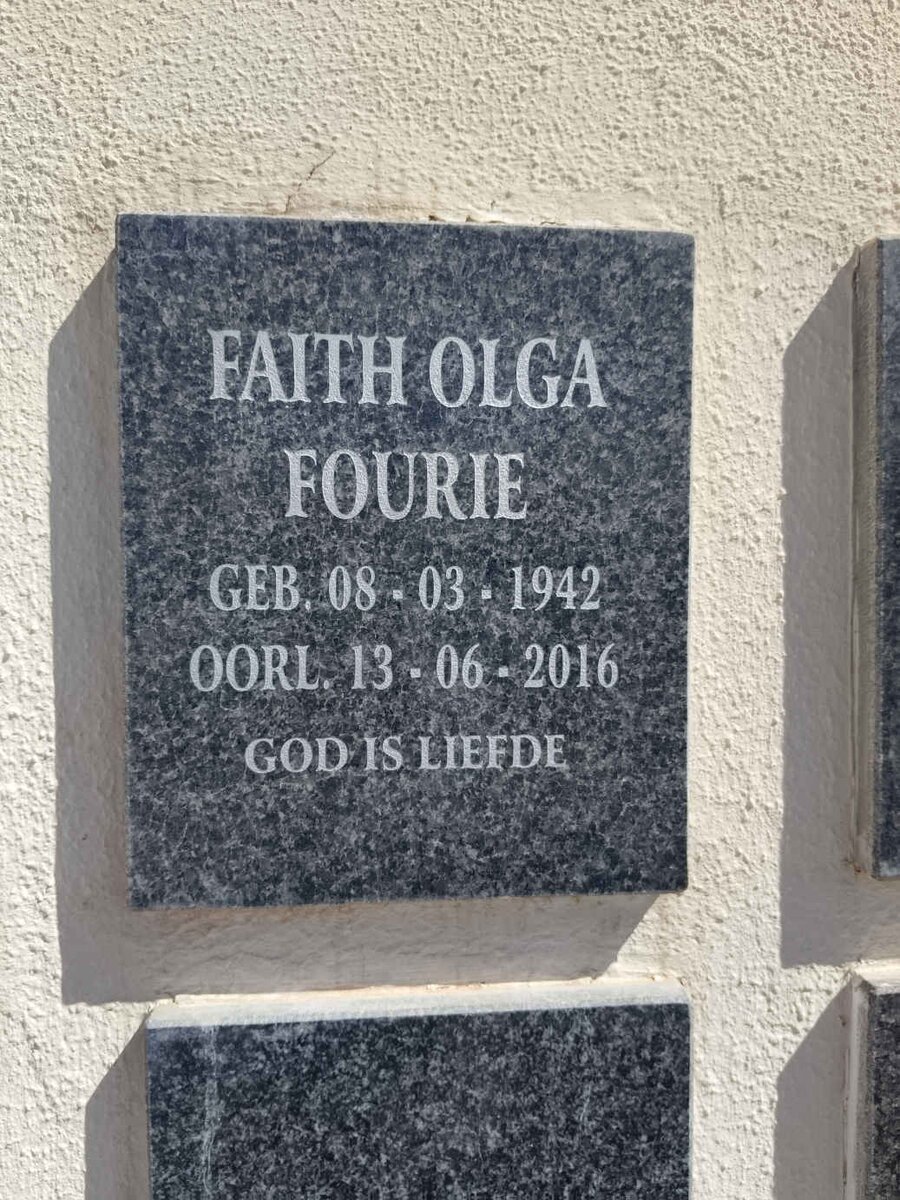 FAITH OLGA
FOURIE
GEB. 08 - 03 - 1942
OORL. 13 - 06 - 2016
GOD IS LIEFDE